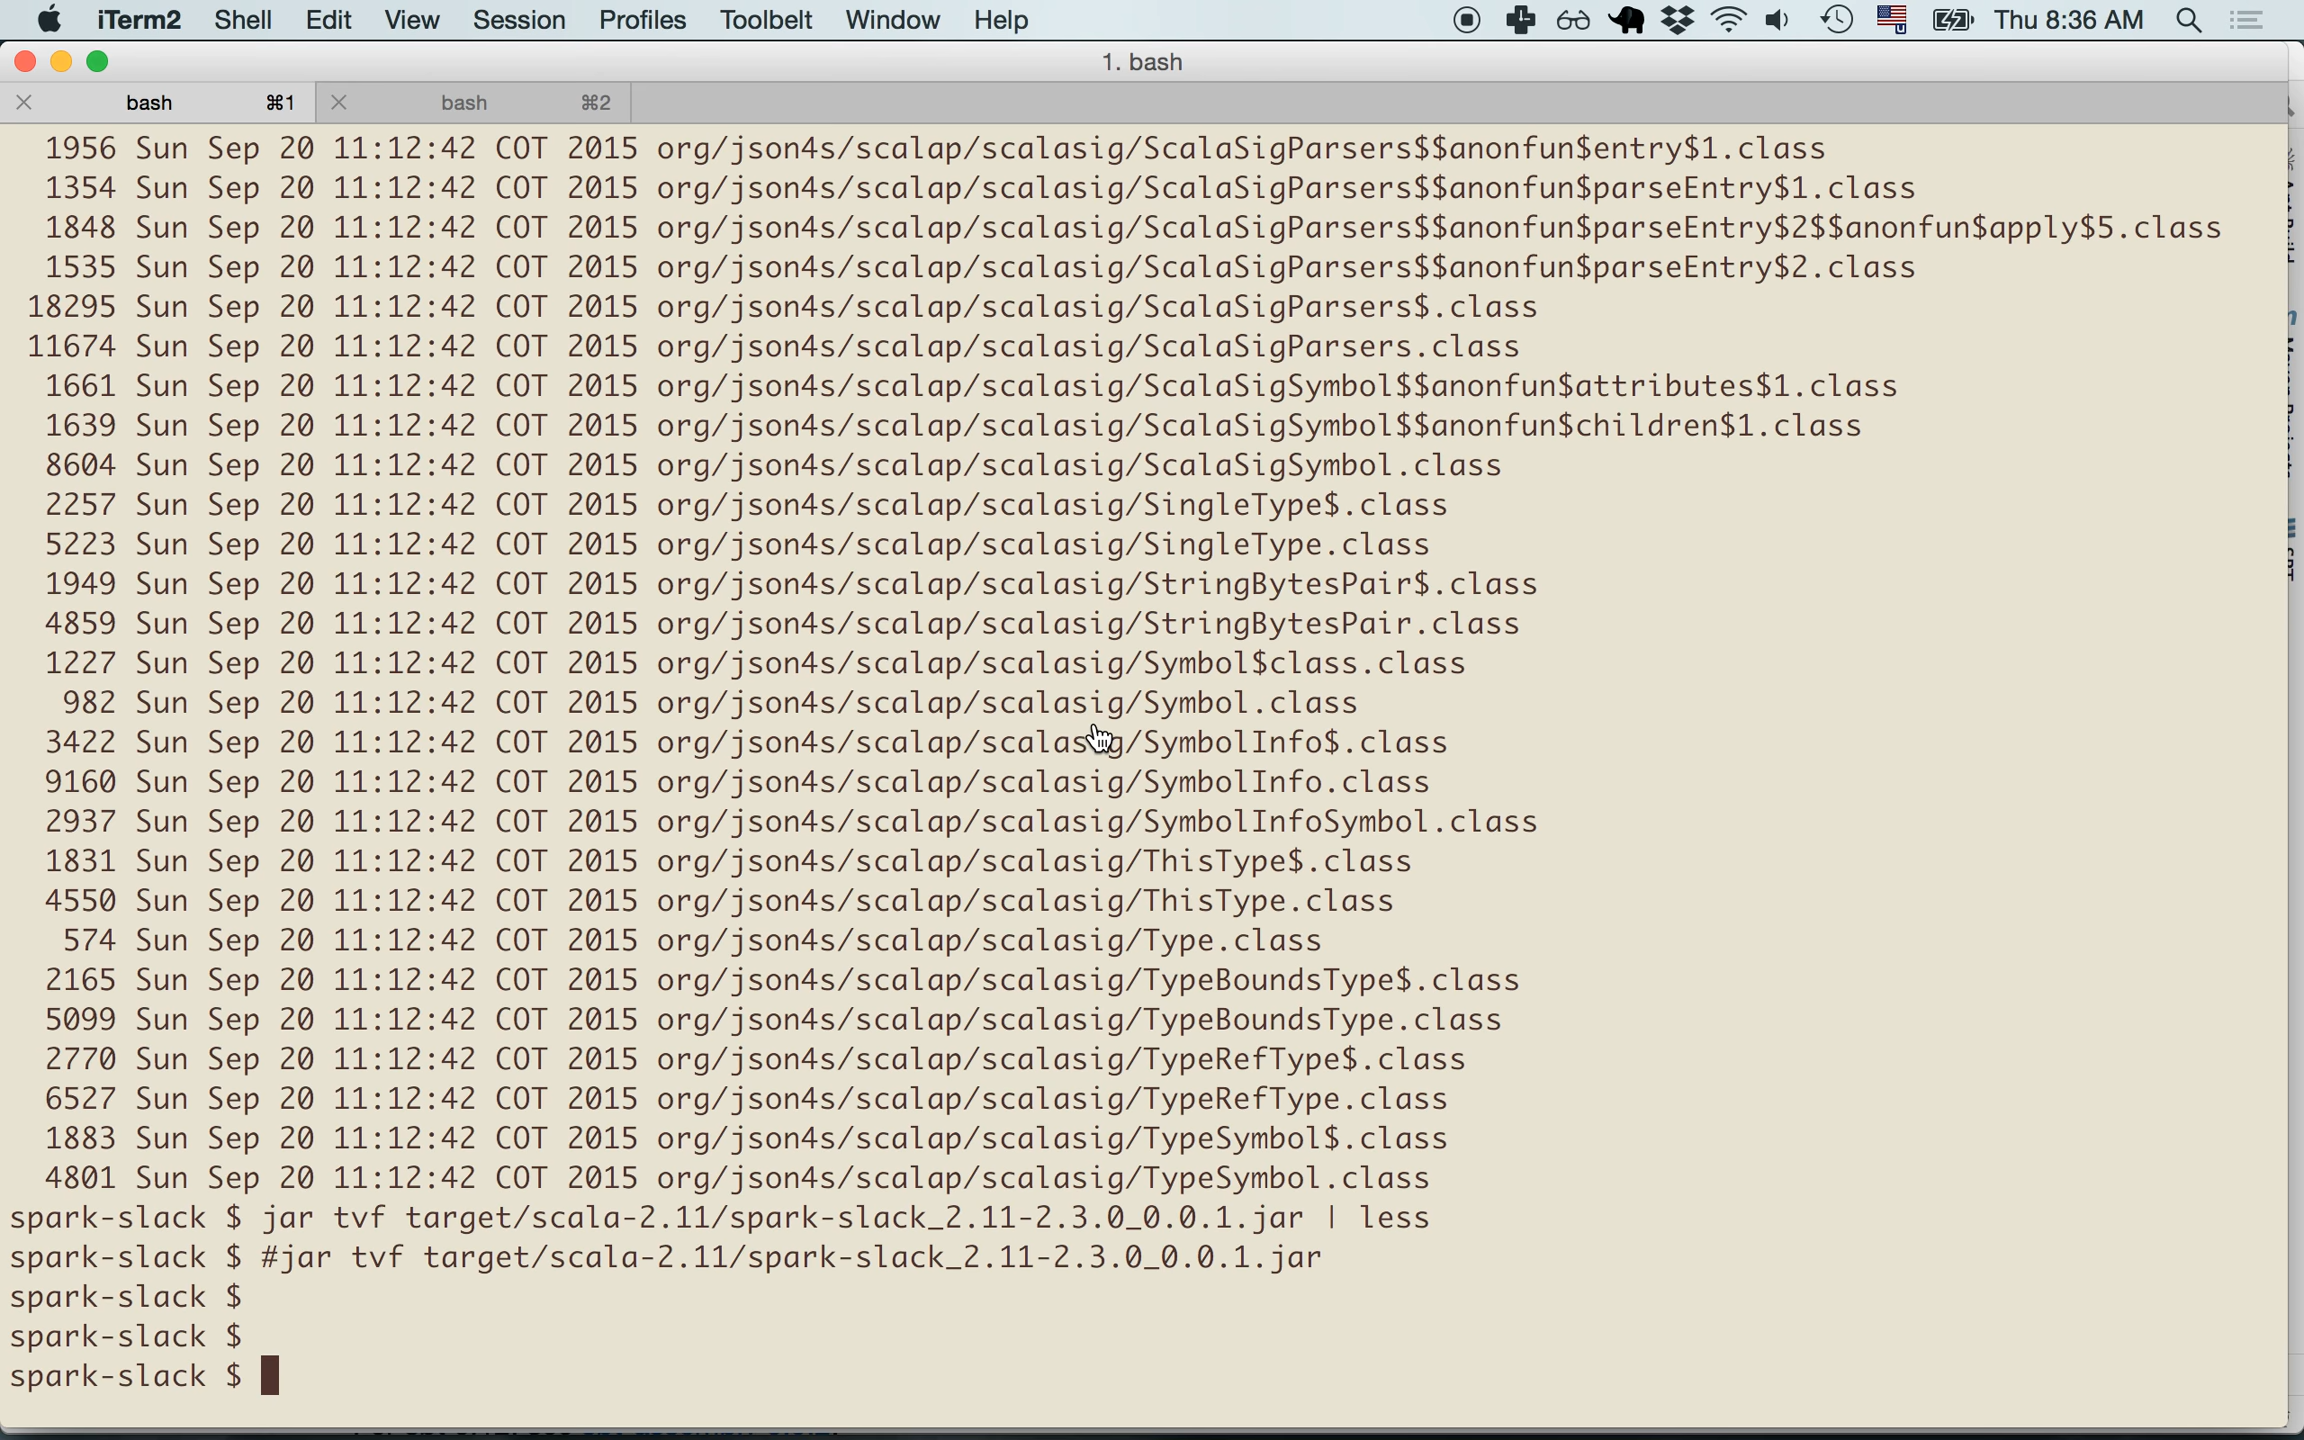 iTerm2 Shell Edit View Session Profiles Toolbelt Window Help Thu 8:36 AM
1. bash
bash ⌘1 bash ⌘2
1956 Sun Sep 20 11:12:42 COT 2015 org/json4s/scalap/scalasig/ScalaSigParsers$$anonfun$entry$1.class
1354 Sun Sep 20 11:12:42 COT 2015 org/json4s/scalap/scalasig/ScalaSigParsers$$anonfun$parseEntry$1.class
1848 Sun Sep 20 11:12:42 COT 2015 org/json4s/scalap/scalasig/ScalaSigParsers$$anonfun$parseEntry$2$$anonfun$apply$5.class
1535 Sun Sep 20 11:12:42 COT 2015 org/json4s/scalap/scalasig/ScalaSigParsers$$anonfun$parseEntry$2.class
18295 Sun Sep 20 11:12:42 COT 2015 org/json4s/scalap/scalasig/ScalaSigParsers$.class
11674 Sun Sep 20 11:12:42 COT 2015 org/json4s/scalap/scalasig/ScalaSigParsers.class
1661 Sun Sep 20 11:12:42 COT 2015 org/json4s/scalap/scalasig/ScalaSigSymbol$$anonfun$attributes$1.class
1639 Sun Sep 20 11:12:42 COT 2015 org/json4s/scalap/scalasig/ScalaSigSymbol$$anonfun$children$1.class
8604 Sun Sep 20 11:12:42 COT 2015 org/json4s/scalap/scalasig/ScalaSigSymbol.class
2257 Sun Sep 20 11:12:42 COT 2015 org/json4s/scalap/scalasig/SingleType$.class
5223 Sun Sep 20 11:12:42 COT 2015 org/json4s/scalap/scalasig/SingleType.class
1949 Sun Sep 20 11:12:42 COT 2015 org/json4s/scalap/scalasig/StringBytesPair$.class
4859 Sun Sep 20 11:12:42 COT 2015 org/json4s/scalap/scalasig/StringBytesPair.class
1227 Sun Sep 20 11:12:42 COT 2015 org/json4s/scalap/scalasig/Symbol$class.class
982 Sun Sep 20 11:12:42 COT 2015 org/json4s/scalap/scalasig/Symbol.class
3422 Sun Sep 20 11:12:42 COT 2015 org/json4s/scalap/scalasig/SymbolInfo$.class
9160 Sun Sep 20 11:12:42 COT 2015 org/json4s/scalap/scalasig/SymbolInfo.class
2937 Sun Sep 20 11:12:42 COT 2015 org/json4s/scalap/scalasig/SymbolInfoSymbol.class
1831 Sun Sep 20 11:12:42 COT 2015 org/json4s/scalap/scalasig/ThisType$.class
4550 Sun Sep 20 11:12:42 COT 2015 org/json4s/scalap/scalasig/ThisType.class
574 Sun Sep 20 11:12:42 COT 2015 org/json4s/scalap/scalasig/Type.class
2165 Sun Sep 20 11:12:42 COT 2015 org/json4s/scalap/scalasig/TypeBoundsType$.class
5099 Sun Sep 20 11:12:42 COT 2015 org/json4s/scalap/scalasig/TypeBoundsType.class
2770 Sun Sep 20 11:12:42 COT 2015 org/json4s/scalap/scalasig/TypeRefType$.class
6527 Sun Sep 20 11:12:42 COT 2015 org/json4s/scalap/scalasig/TypeRefType.class
1883 Sun Sep 20 11:12:42 COT 2015 org/json4s/scalap/scalasig/TypeSymbol$.class
4801 Sun Sep 20 11:12:42 COT 2015 org/json4s/scalap/scalasig/TypeSymbol.class
spark-slack $ jar tvf target/scala-2.11/spark-slack_2.11-2.3.0_0.0.1.jar | less
spark-slack $ #jar tvf target/scala-2.11/spark-slack_2.11-2.3.0_0.0.1.jar
spark-slack $
spark-slack $
spark-slack $